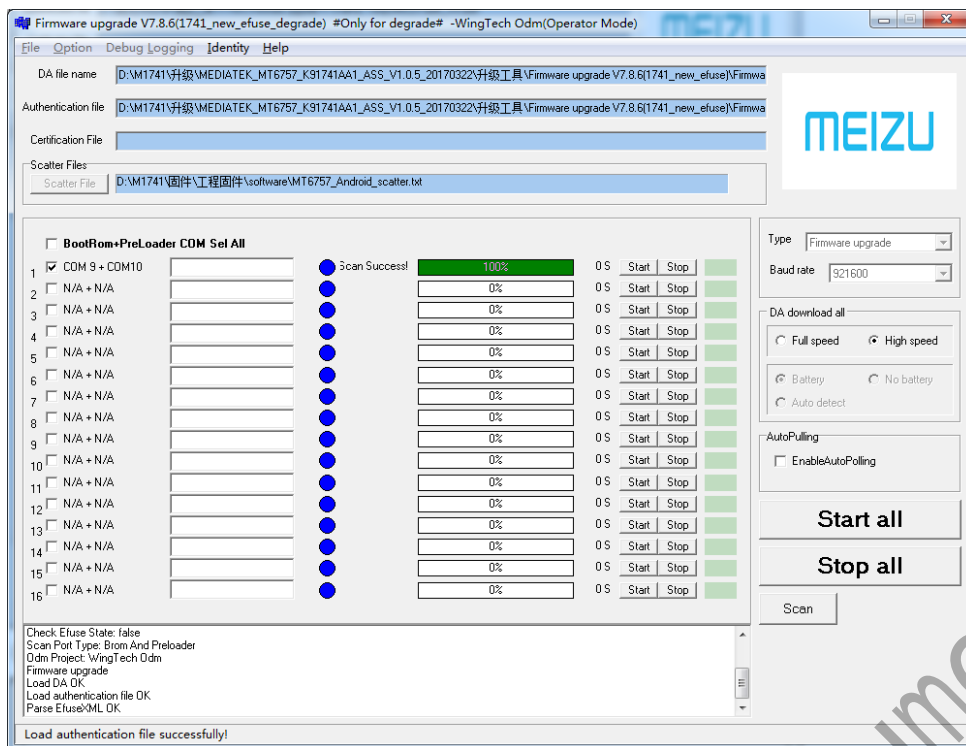 Firmware upgrade V7.8.6(1741_new_efuse_degrade) #Only for degrade# -WingTech Odm(Operator Mode)
File Option Debug Logging Identity Help
DA file name D:\M1741\升级\MEDIATEK_MT6757_K91741AA1_ASS_V1.0.5_20170322\升级工具\Firmware upgrade V7.8.6(1741_new_efuse)\Firmwa
Authentication file D:\M1741\升级\MEDIATEK_MT6757_K91741AA1_ASS_V1.0.5_20170322\升级工具\Firmware upgrade V7.8.6(1741_new_efuse)\Firmwa
Certification File
MEIZU
Scatter Files
Scatter File D:\M1741\固件\工程固件\software\MT6757_Android_scatter.txt
BootRom+PreLoader COM Sel All
1 COM 9 + COM10 Scan Success! 100% 0 S Start Stop
2 N/A + N/A 0% 0 S Start Stop
3 N/A + N/A 0% 0 S Start Stop
4 N/A + N/A 0% 0 S Start Stop
5 N/A + N/A 0% 0 S Start Stop
6 N/A + N/A 0% 0 S Start Stop
7 N/A + N/A 0% 0 S Start Stop
8 N/A + N/A 0% 0 S Start Stop
9 N/A + N/A 0% 0 S Start Stop
10 N/A + N/A 0% 0 S Start Stop
11 N/A + N/A 0% 0 S Start Stop
12 N/A + N/A 0% 0 S Start Stop
13 N/A + N/A 0% 0 S Start Stop
14 N/A + N/A 0% 0 S Start Stop
15 N/A + N/A 0% 0 S Start Stop
16 N/A + N/A 0% 0 S Start Stop
Type Firmware upgrade
Baud rate 921600
DA download all
Full speed High speed
Battery No battery
Auto detect
AutoPulling
EnableAutoPolling
Start all
Stop all
Scan
Check Efuse State: false
Scan Port Type: Brom And Preloader
Odm Project: WingTech Odm
Firmware upgrade
Load DA OK
Load authentication file OK
Parse EfuseXML OK
Load authentication file successfully!